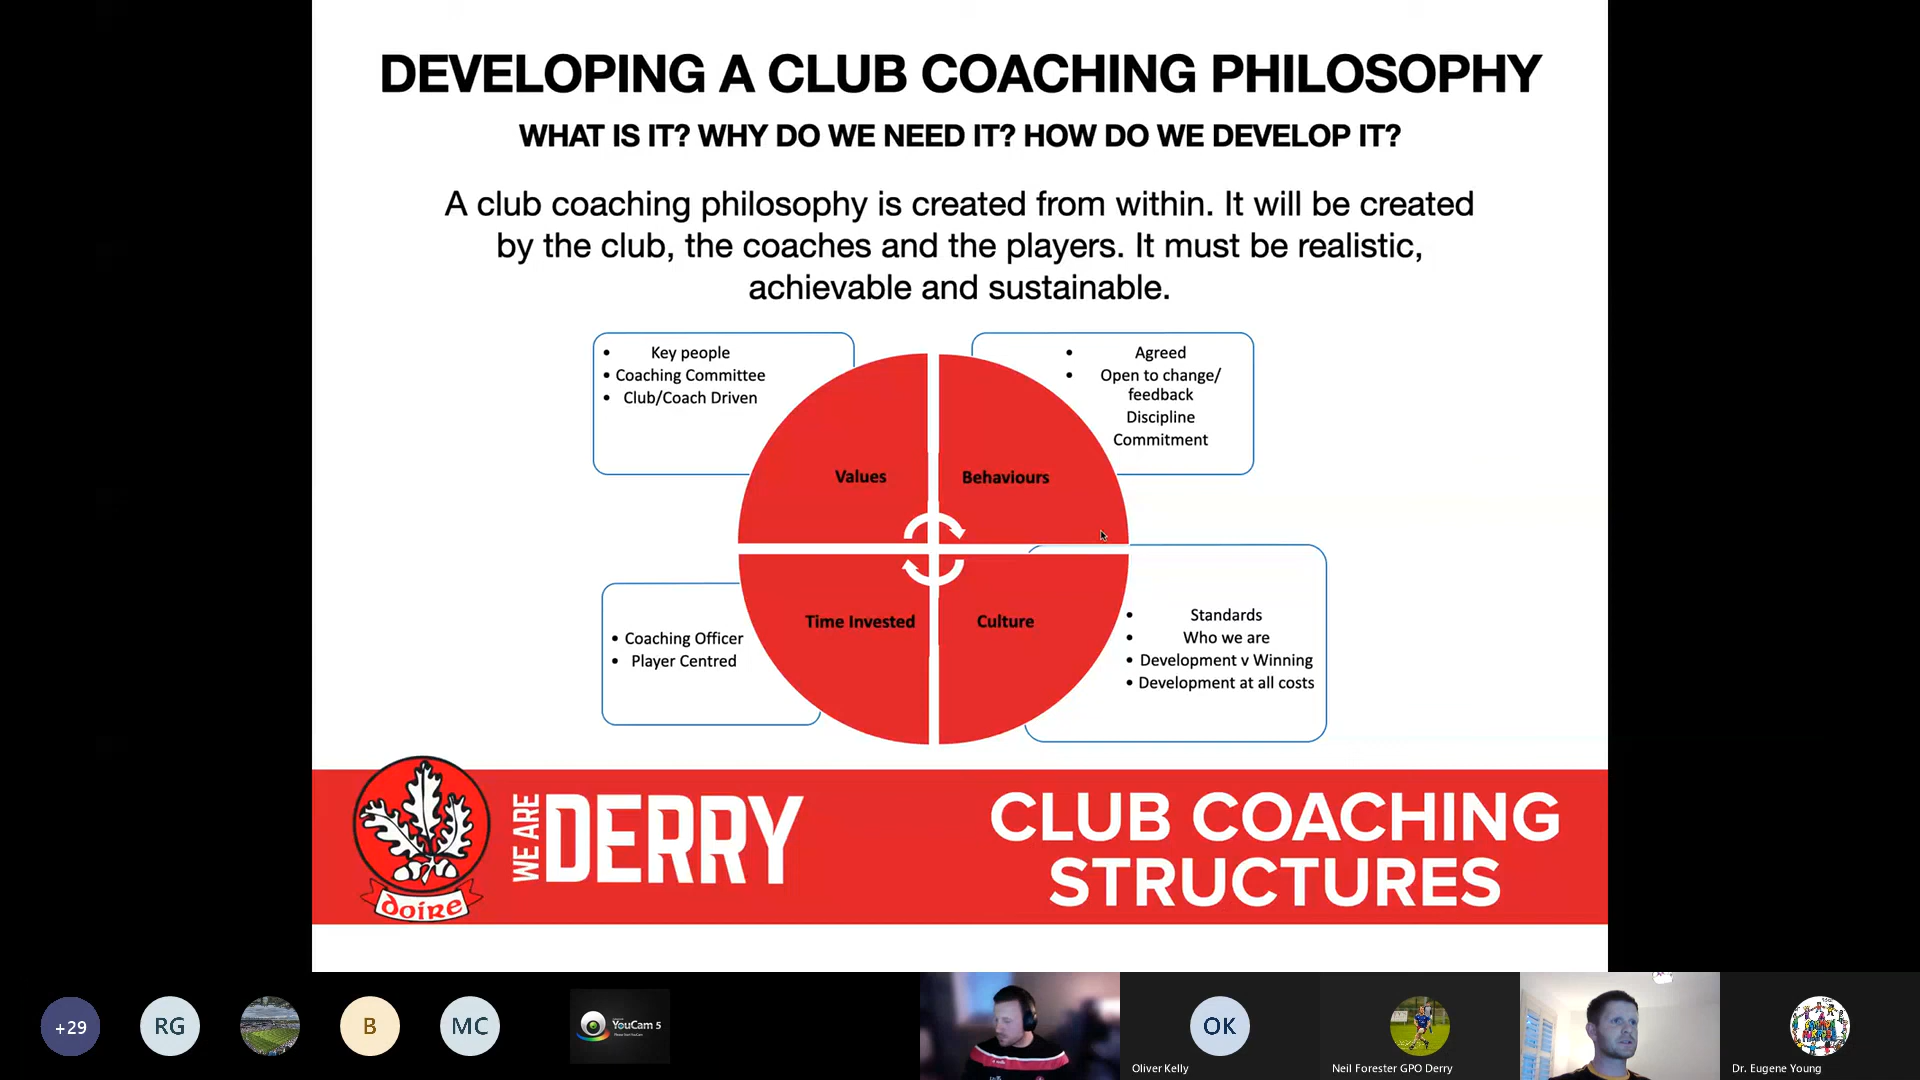 DEVELOPING A CLUB COACHING PHILOSOPHY
WHAT IS IT? WHY DO WE NEED IT? HOW DO WE DEVELOP IT?
A club coaching philosophy is created from within. It will be created
by the club, the coaches and the players. It must be realistic,
achievable and sustainable.
• Key people
• Coaching Committee
• Club/Coach Driven
• Agreed
• Open to change/
feedback
Discipline
Commitment
Values
Behaviours
Time Invested
Culture
• Coaching Officer
• Player Centred
• Standards
• Who we are
• Development v Winning
• Development at all costs
doire
WE ARE
DERRY
CLUB COACHING
STRUCTURES
+29
RG
B
MC
YouCam 5
OK
Oliver Kelly
Neil Forester GPO Derry
Dr. Eugene Young